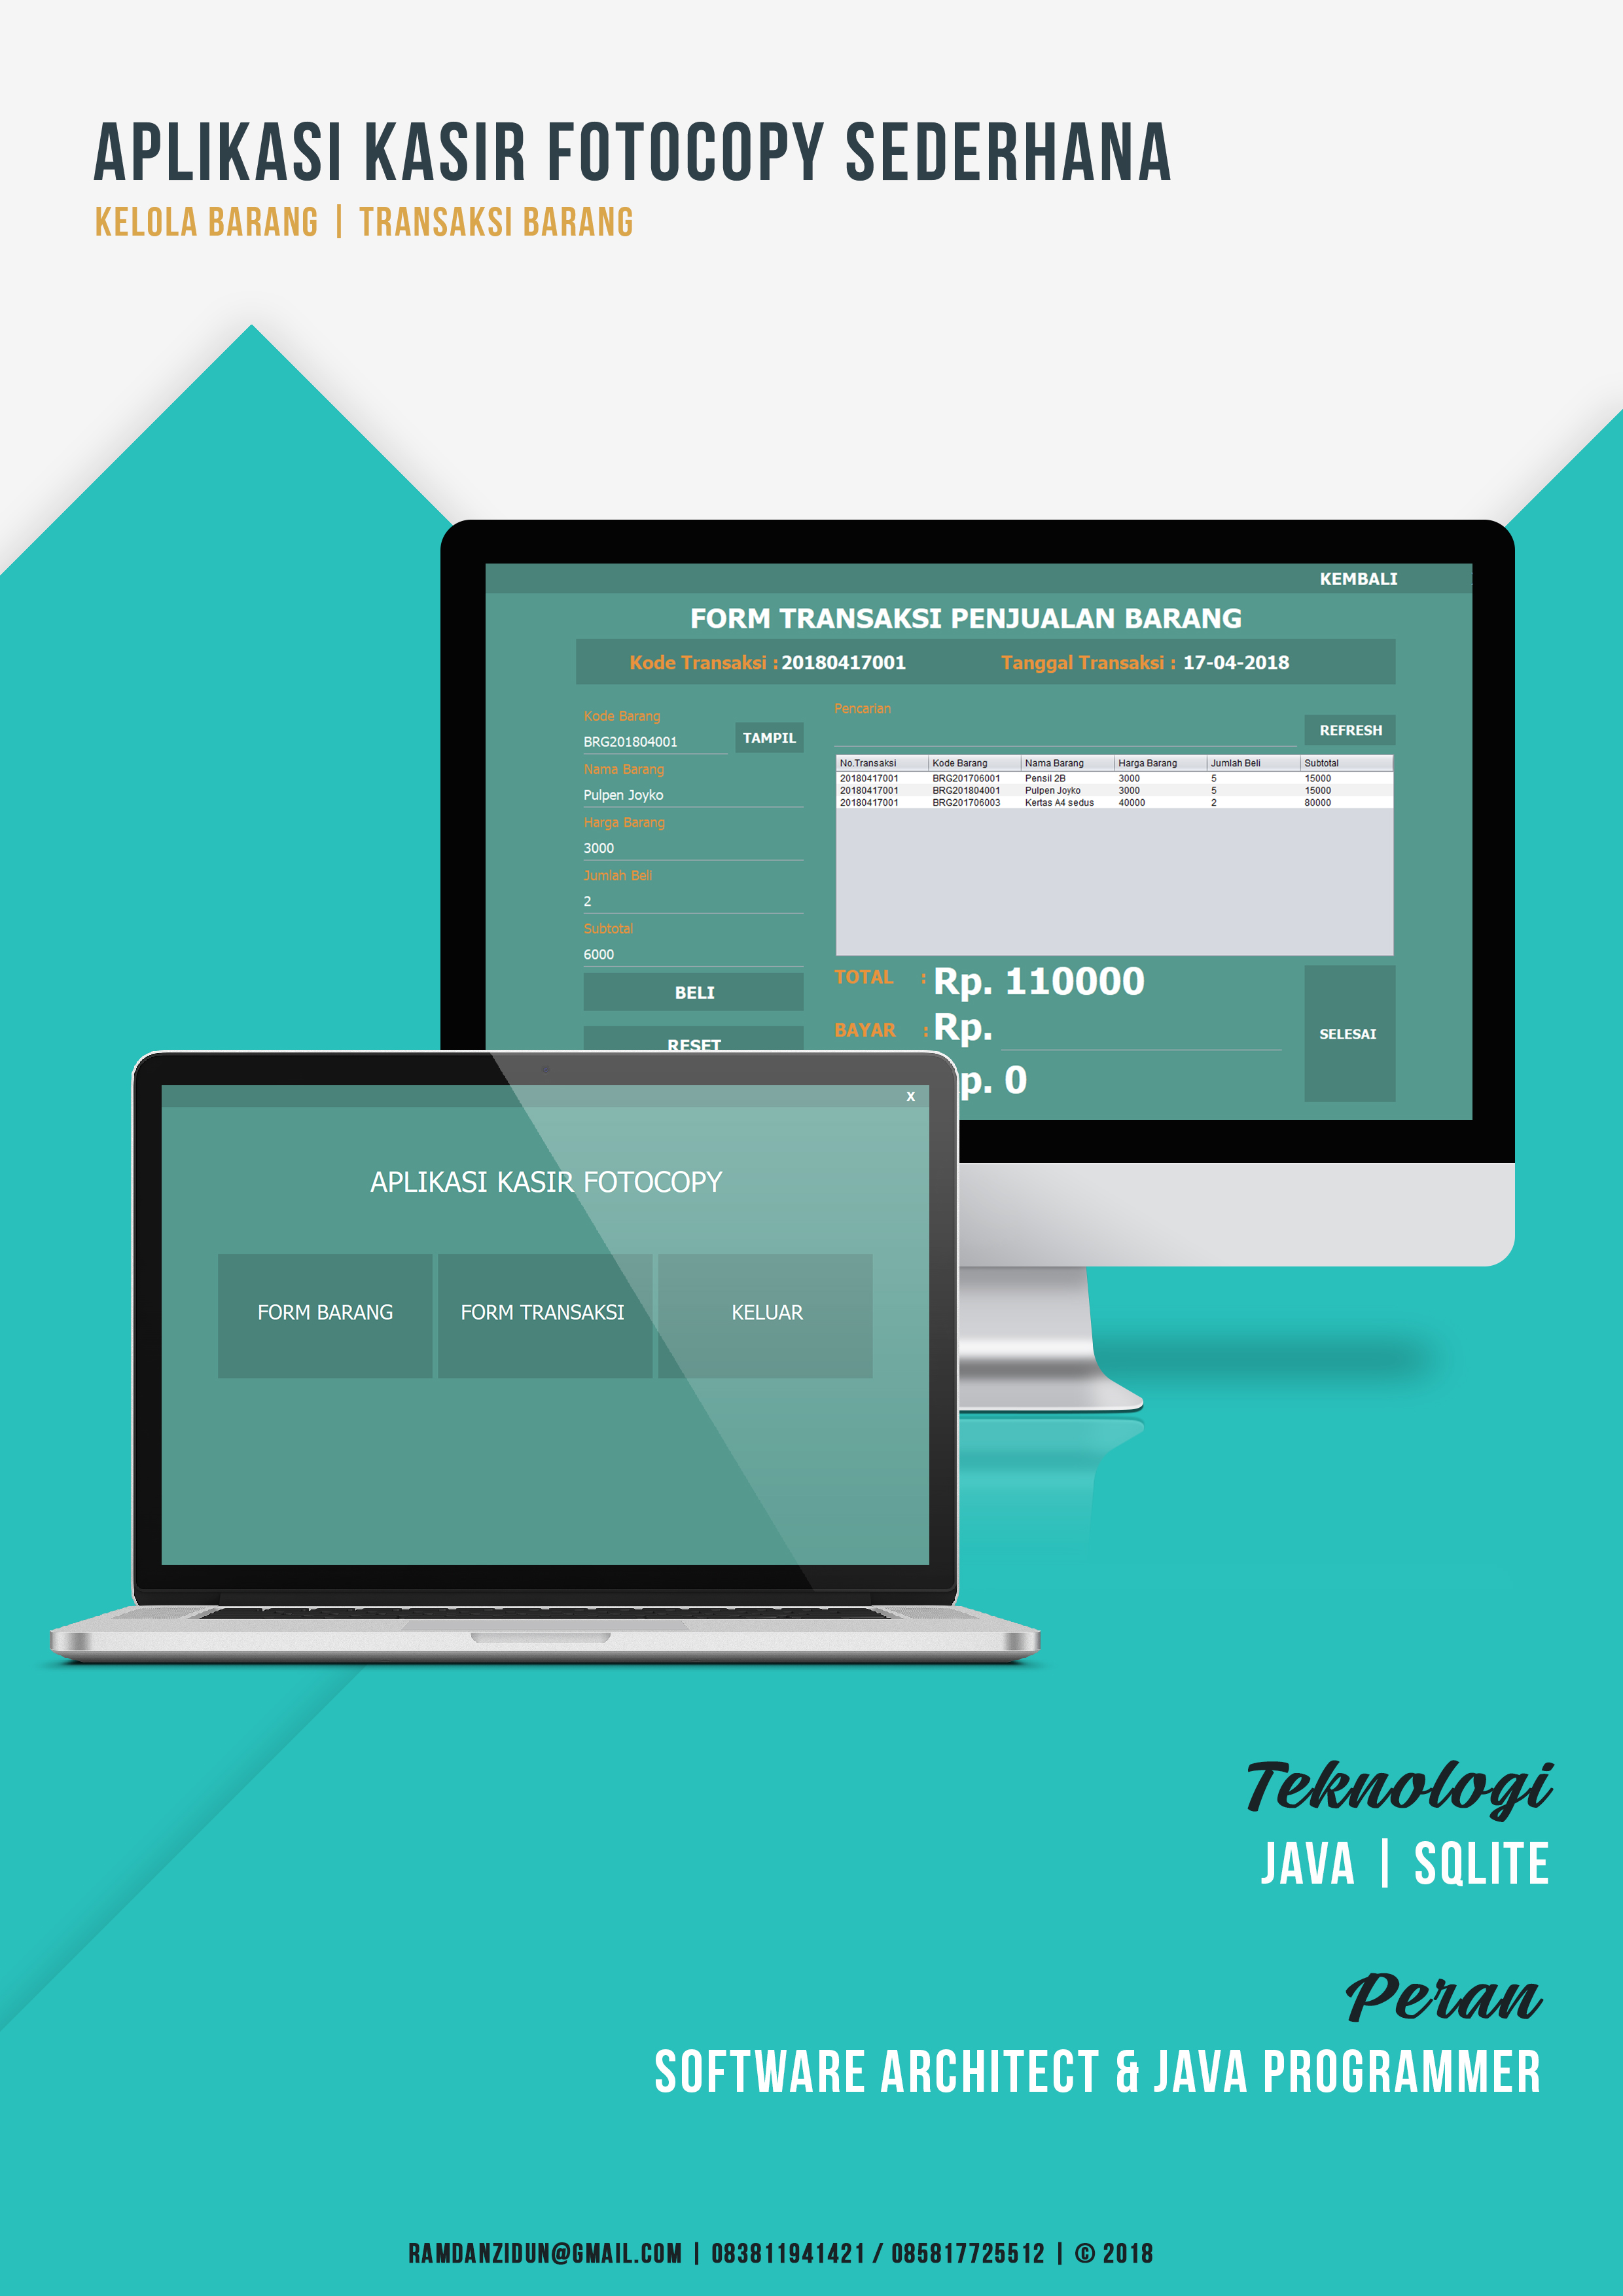 APLIKASI KASIR FOTOCOPY SEDERHANA
KELOLA BARANG | TRANSAKSI BARANG
KEMBALI
FORM TRANSAKSI PENJUALAN BARANG
Kode Transaksi : 20180417001 Tanggal Transaksi : 17-04-2018
Kode Barang
BRG201804001 TAMPIL
Nama Barang
Pulpen Joyko
Harga Barang
3000
Jumlah Beli
2
Subtotal
6000
BELI
RESET
Pencarian
REFRESH
No.Transaksi Kode Barang Nama Barang Harga Barang Jumlah Beli Subtotal
20180417001 BRG201706001 Pensil 2B 3000 5 15000
20180417001 BRG201804001 Pulpen Joyko 3000 5 15000
20180417001 BRG201706003 Kertas A4 sedus 40000 2 80000
TOTAL : Rp. 110000
BAYAR : Rp.
p. 0
SELESAI
X
APLIKASI KASIR FOTOCOPY
FORM BARANG FORM TRANSAKSI KELUAR
Teknologi
JAVA | SQLITE
Peran
SOFTWARE ARCHITECT & JAVA PROGRAMMER
RAMDANZIDUN@GMAIL.COM | 083811941421 / 085817725512 | © 2018